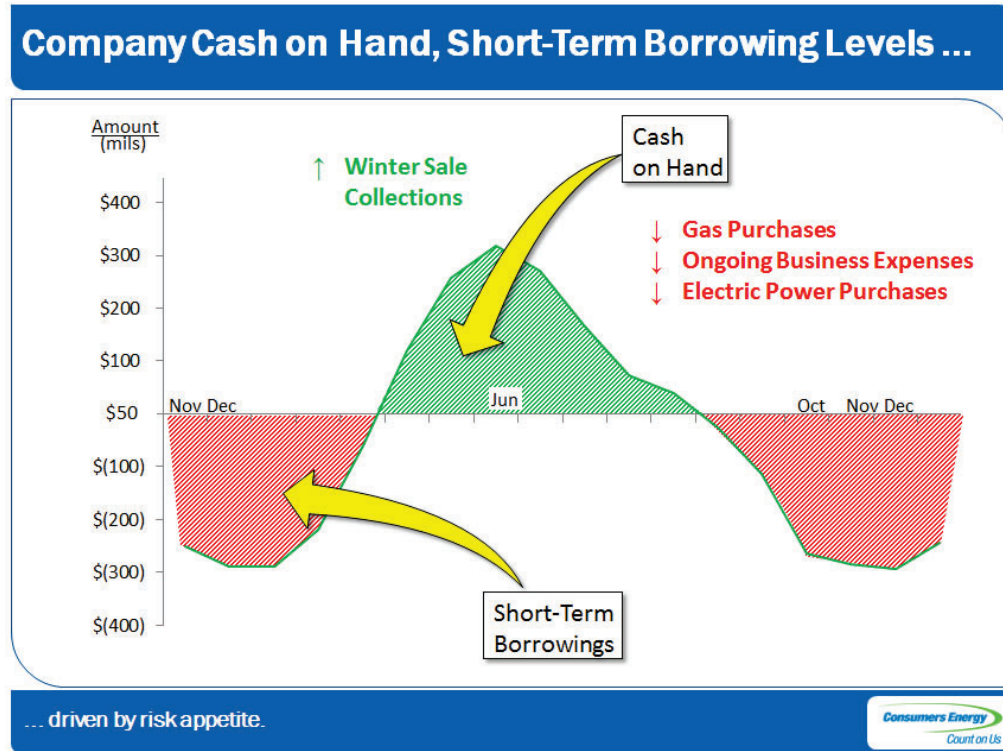 Company Cash on Hand, Short-Term Borrowing Levels ...
Amount
(mils)
↑ Winter Sale
Collections
Cash
on Hand
↓ Gas Purchases
↓ Ongoing Business Expenses
↓ Electric Power Purchases
$400
$300
$200
$100
$50
$(100)
$(200)
$(300)
$(400)
Nov Dec
Jun
Oct Nov Dec
Short-Term
Borrowings
... driven by risk appetite.
Consumers Energy
Count on Us